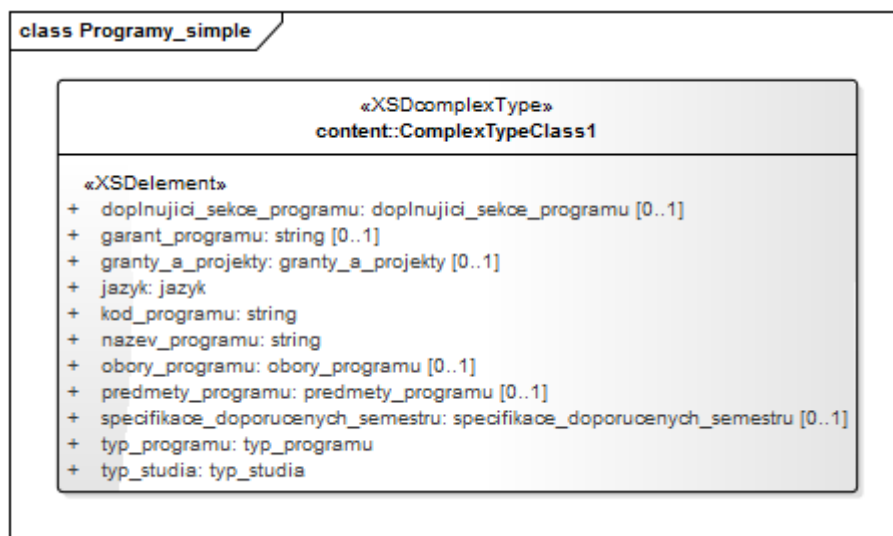 class Programy_simple
«XSDcomplexType»
content::ComplexTypeClass1
«XSDelement»
+ doplnujici_sekce_programu: doplnujici_sekce_programu [0..1]
+ garant_programu: string [0..1]
+ granty_a_projekty: granty_a_projekty [0..1]
+ jazyk: jazyk
+ kod_programu: string
+ nazev_programu: string
+ obory_programu: obory_programu [0..1]
+ predmety_programu: predmety_programu [0..1]
+ specifikace_doporucenych_semestru: specifikace_doporucenych_semestru [0..1]
+ typ_programu: typ_programu
+ typ_studia: typ_studia